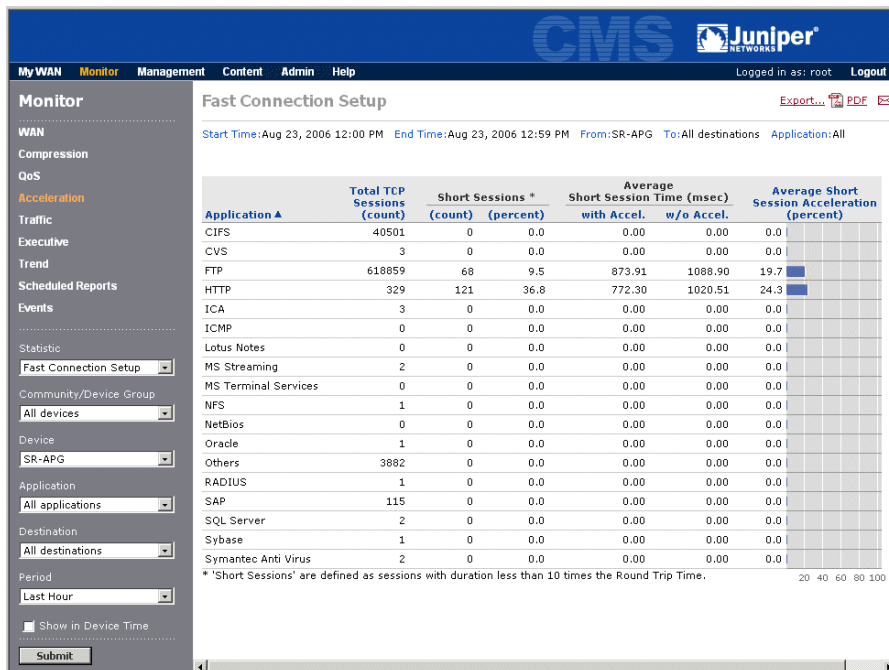 CMS
Juniper
NETWORKS
My WAN Monitor Management Content Admin Help Logged in as: root Logout
Monitor
WAN
Compression
QoS
Acceleration
Traffic
Executive
Trend
Scheduled Reports
Events
Statistic
Fast Connection Setup
Community/Device Group
All devices
Device
SR-APG
Application
All applications
Destination
All destinations
Period
Last Hour
Show in Device Time
Submit
Fast Connection Setup
Export... PDF
Start Time:Aug 23, 2006 12:00 PM End Time:Aug 23, 2006 12:59 PM From:SR-APG To:All destinations Application:All
Application Total TCP Sessions (count) Short Sessions * (count) (percent) Average Short Session Time (msec) with Accel. w/o Accel. Average Short Session Acceleration (percent)
CIFS 40501 0 0.0 0.00 0.00 0.0
CVS 3 0 0.0 0.00 0.00 0.0
FTP 618859 68 9.5 873.91 1088.90 19.7
HTTP 329 121 36.8 772.30 1020.51 24.3
ICA 3 0 0.0 0.00 0.00 0.0
ICMP 0 0 0.0 0.00 0.00 0.0
Lotus Notes 0 0 0.0 0.00 0.00 0.0
MS Streaming 2 0 0.0 0.00 0.00 0.0
MS Terminal Services 0 0 0.0 0.00 0.00 0.0
NFS 1 0 0.0 0.00 0.00 0.0
NetBios 0 0 0.0 0.00 0.00 0.0
Oracle 1 0 0.0 0.00 0.00 0.0
Others 3882 0 0.0 0.00 0.00 0.0
RADIUS 1 0 0.0 0.00 0.00 0.0
SAP 115 0 0.0 0.00 0.00 0.0
SQL Server 2 0 0.0 0.00 0.00 0.0
Sybase 1 0 0.0 0.00 0.00 0.0
Symantec Anti Virus 2 0 0.0 0.00 0.00 0.0
* 'Short Sessions' are defined as sessions with duration less than 10 times the Round Trip Time.
20 40 60 80 100